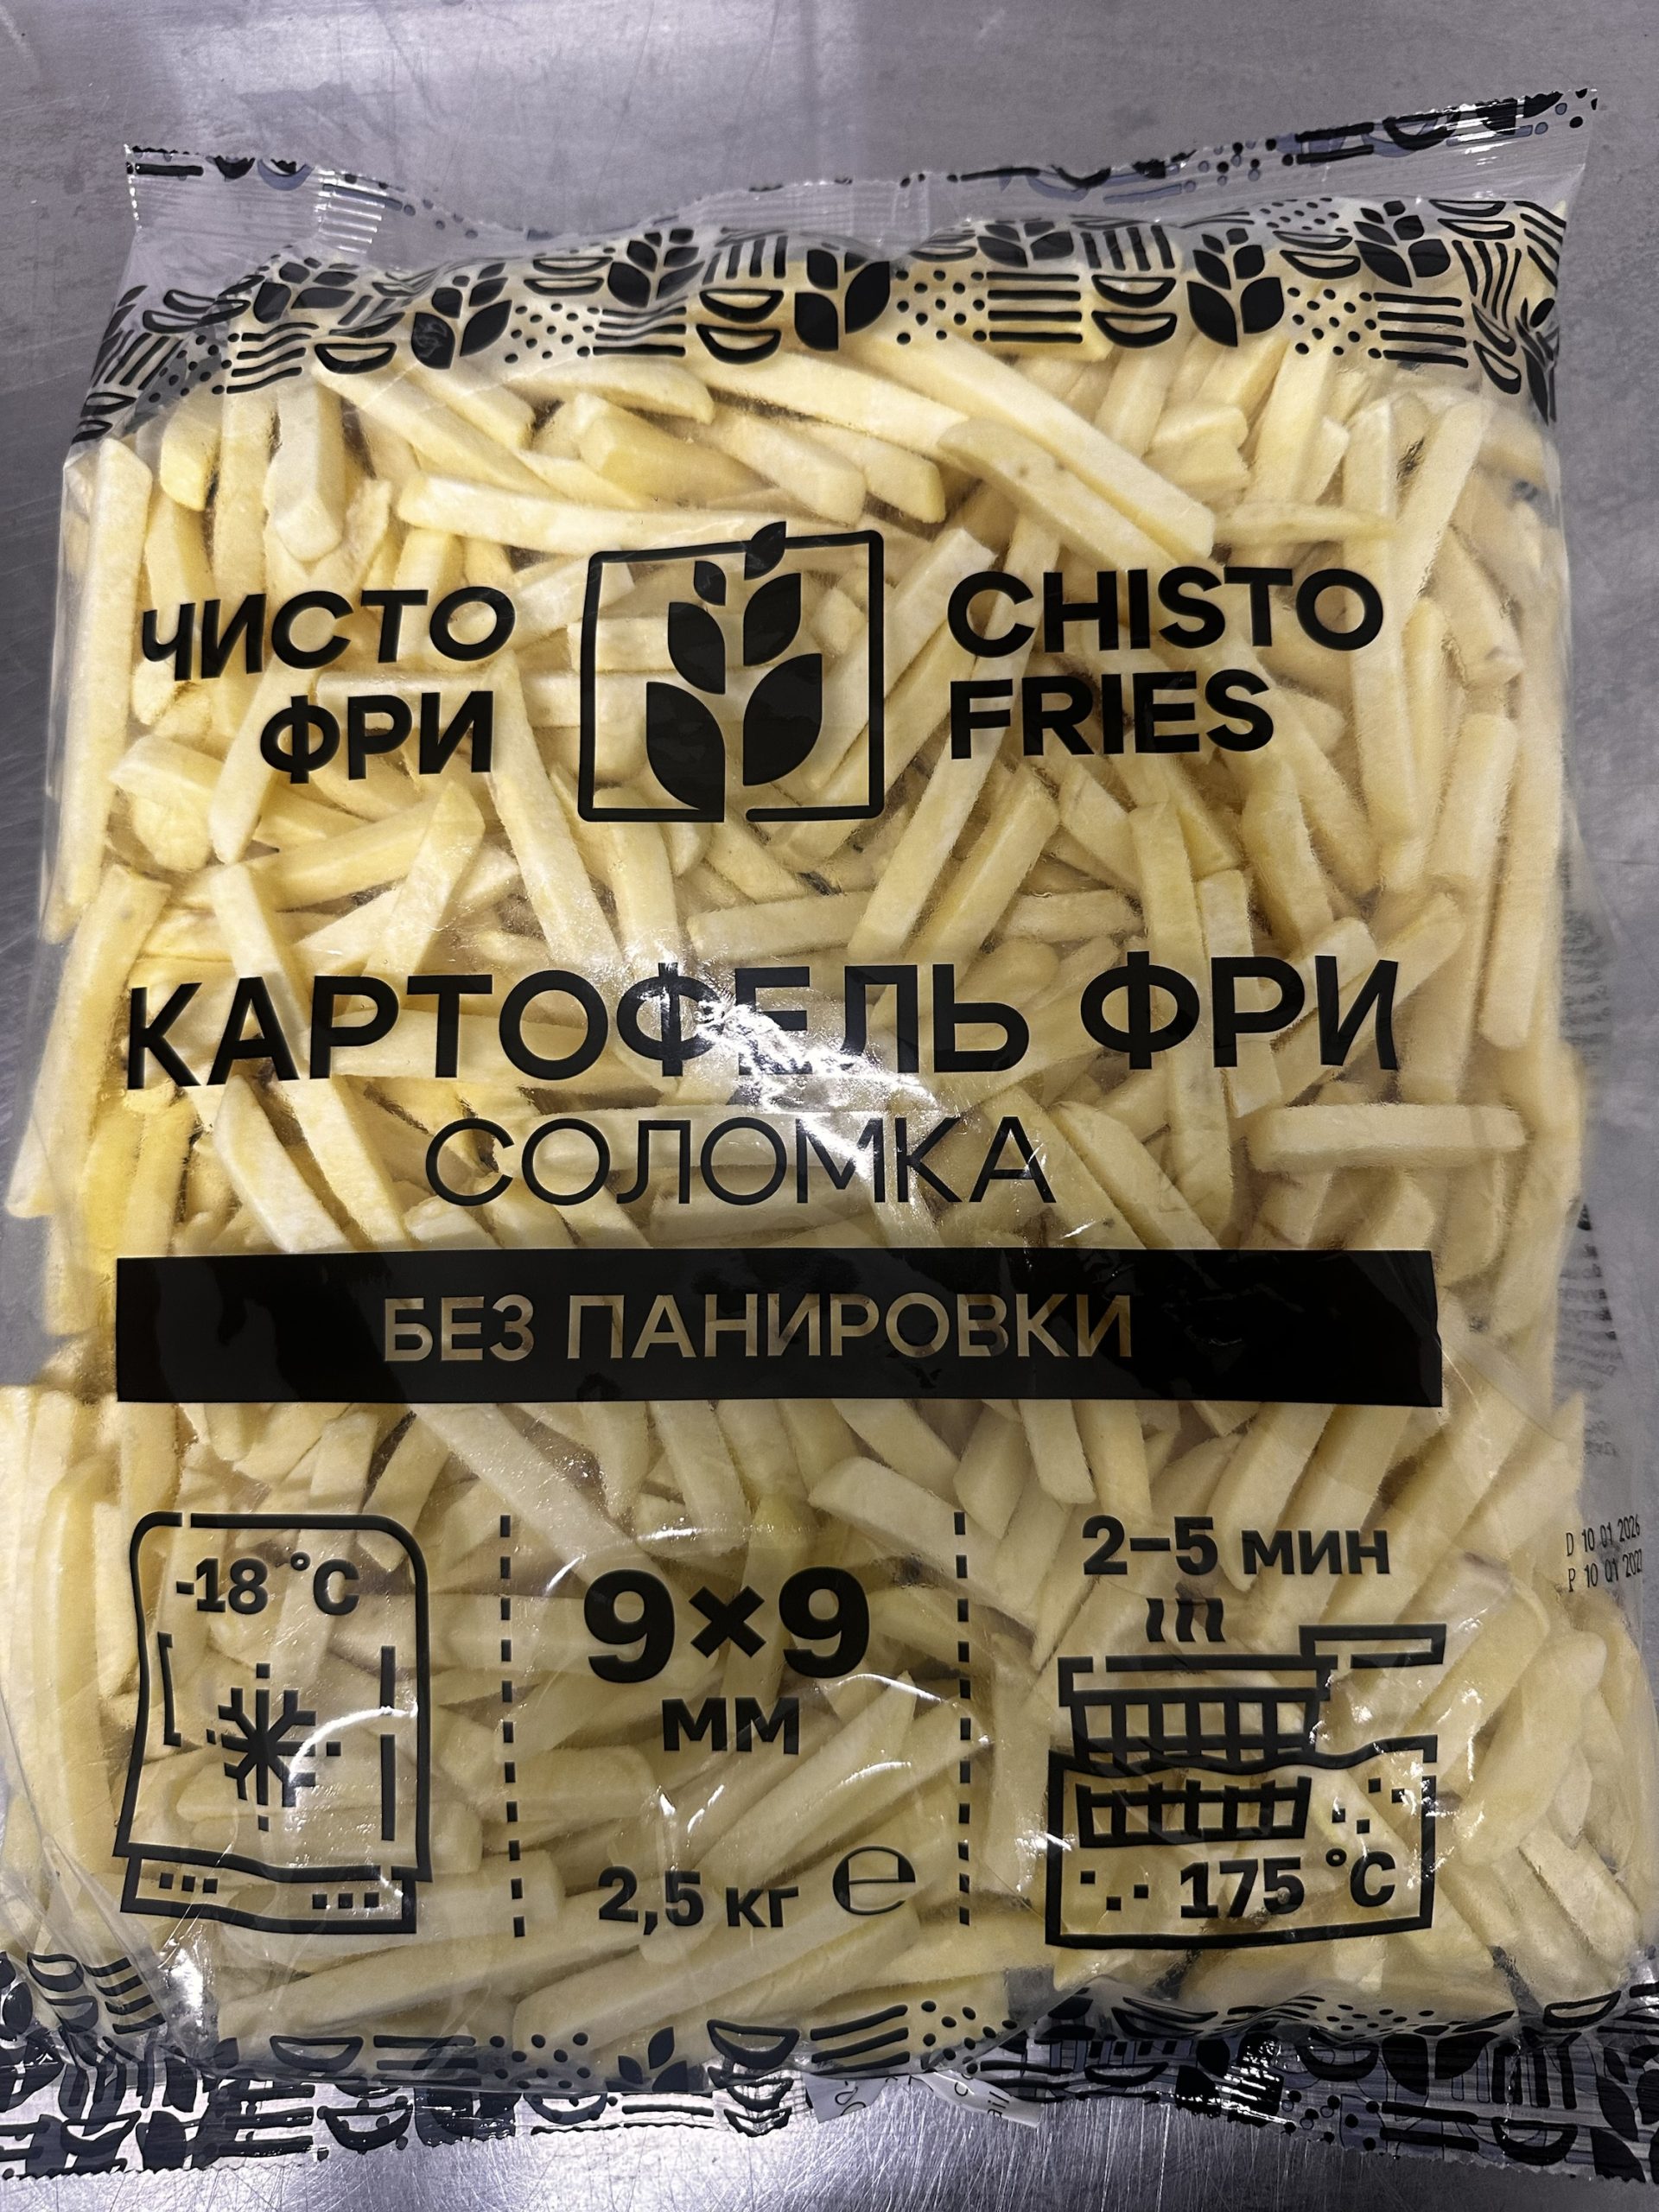 ЧИСТО
ФРИ
CHISTO
FRIES
КАРТОФЕЛЬ ФРИ
СОЛОМКА
БЕЗ ПАНИРОВКИ
-18 °C
9×9
мм
2,5 кг ℮
2–5 мин
175 °C
D 10 01 2026
P 10 01 2027